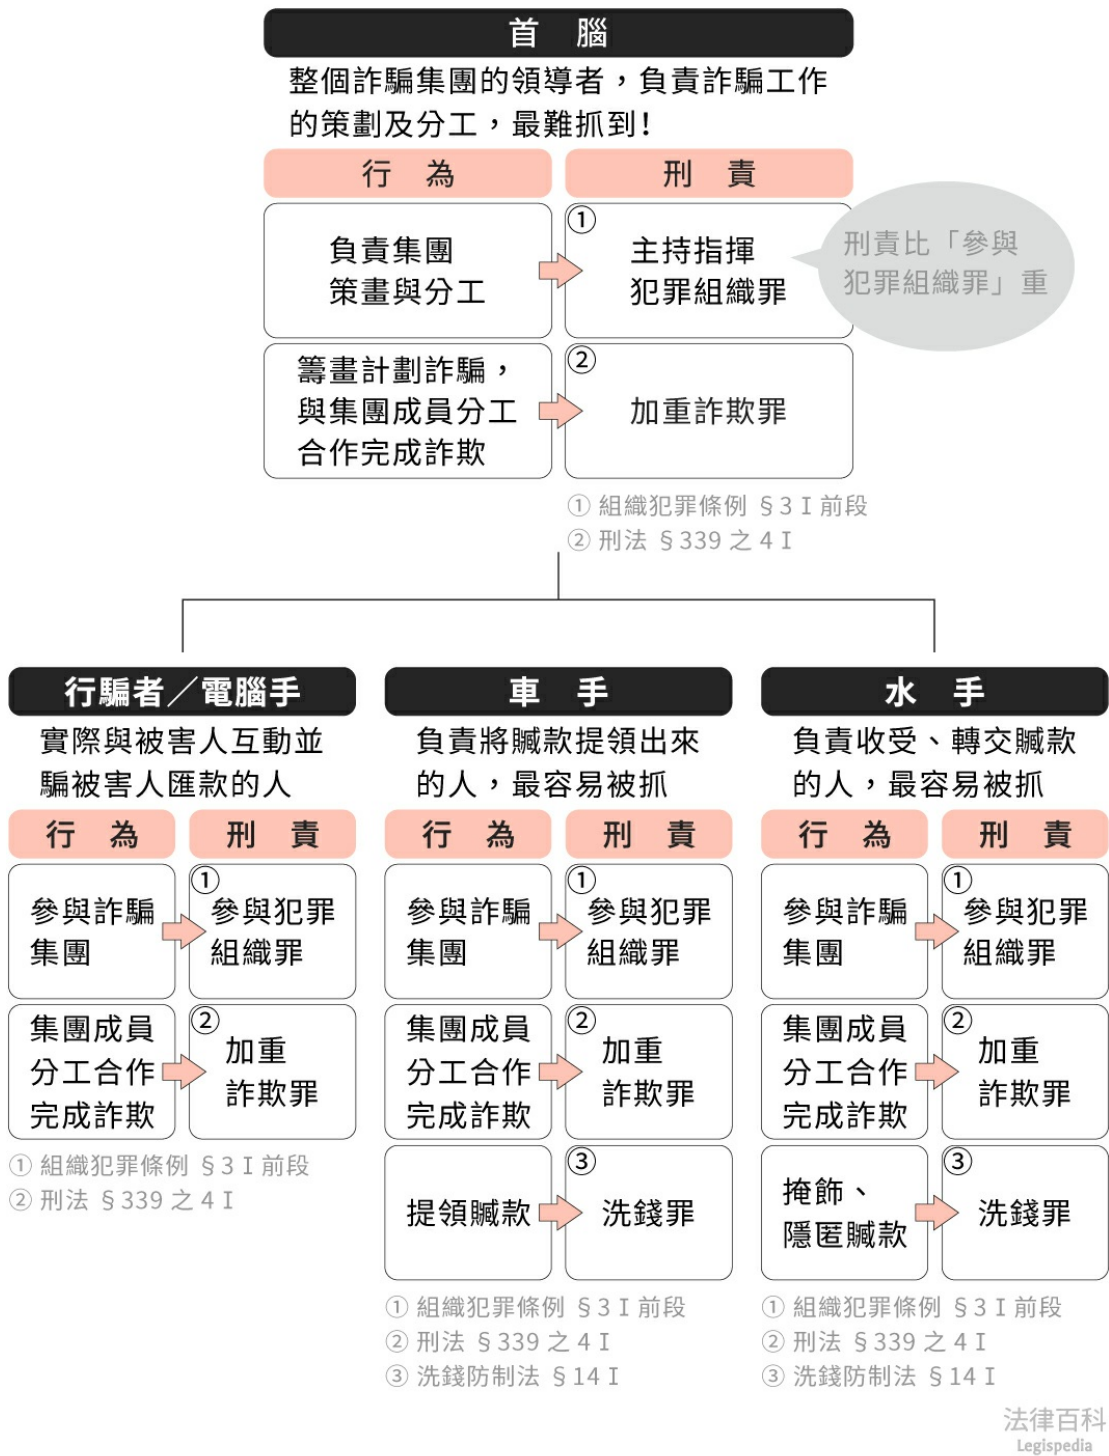 首 腦
整個詐騙集團的領導者，負責詐騙工作
的策劃及分工，最難抓到！
行 為
刑 責
負責集團
策畫與分工
①
主持指揮
犯罪組織罪
刑責比「參與
犯罪組織罪」重
籌畫計劃詐騙，
與集團成員分工
合作完成詐欺
②
加重詐欺罪
① 組織犯罪條例 §3 I 前段
② 刑法 §339 之 4 I
行騙者／電腦手
實際與被害人互動並
騙被害人匯款的人
行 為
刑 責
參與詐騙
集團
①
參與犯罪
組織罪
集團成員
分工合作
完成詐欺
②
加重
詐欺罪
① 組織犯罪條例 §3 I 前段
② 刑法 §339 之 4 I
車 手
負責將贓款提領出來
的人，最容易被抓
行 為
刑 責
參與詐騙
集團
①
參與犯罪
組織罪
集團成員
分工合作
完成詐欺
②
加重
詐欺罪
提領贓款
③
洗錢罪
① 組織犯罪條例 §3 I 前段
② 刑法 §339 之 4 I
③ 洗錢防制法 §14 I
水 手
負責收受、轉交贓款
的人，最容易被抓
行 為
刑 責
參與詐騙
集團
①
參與犯罪
組織罪
集團成員
分工合作
完成詐欺
②
加重
詐欺罪
掩飾、
隱匿贓款
③
洗錢罪
① 組織犯罪條例 §3 I 前段
② 刑法 §339 之 4 I
③ 洗錢防制法 §14 I
法律百科
Legispedia